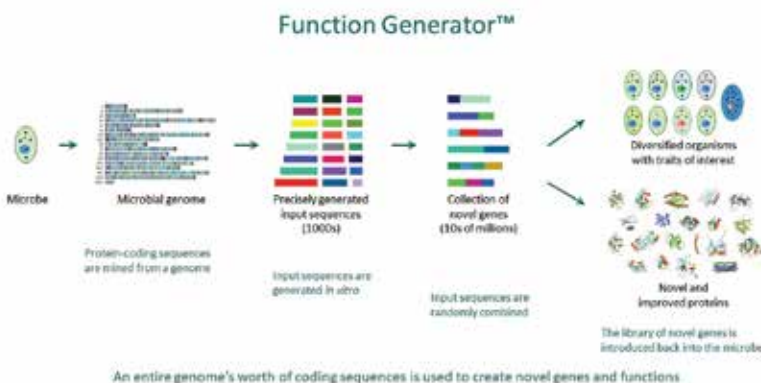 Function Generator™
Diversified organisms
with traits of interest
Microbe
Microbial genome
Precisely generated
input sequences
(1000s)
Collection of
novel genes
(10s of millions)
Protein-coding sequences
are mined from a genome
Input sequences are
generated in vitro
Input sequences are
randomly combined
Novel and
improved proteins
The library of novel genes is
introduced back into the microbe
An entire genome's worth of coding sequences is used to create novel genes and functions